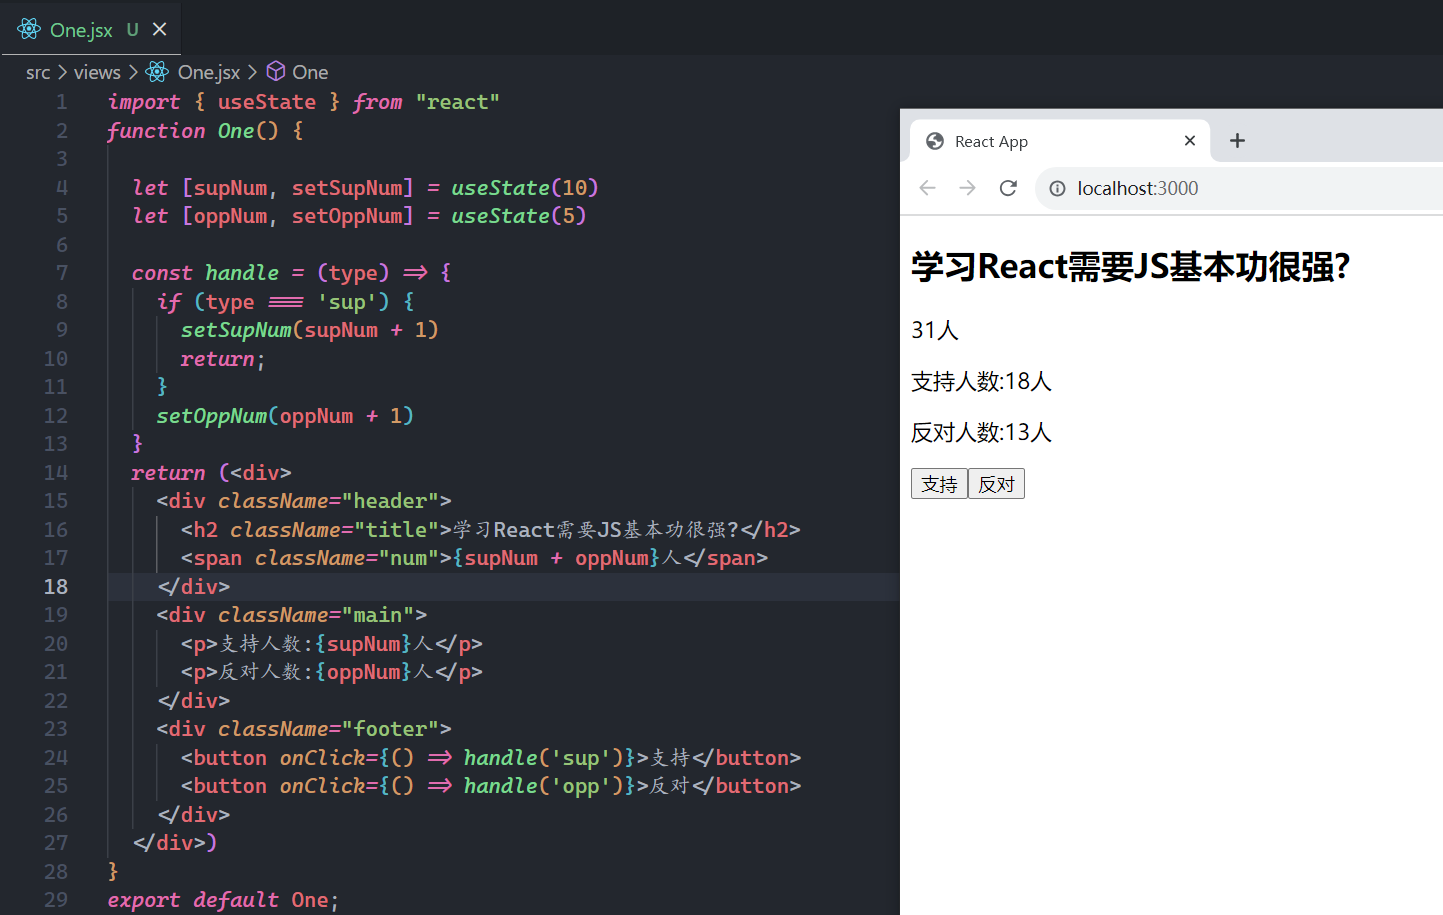 One.jsx U
src > views > One.jsx > One
1 import { useState } from "react"
2 function One() {
3
4 let [supNum, setSupNum] = useState(10)
5 let [oppNum, setOppNum] = useState(5)
6
7 const handle = (type) => {
8 if (type === 'sup') {
9 setSupNum(supNum + 1)
10 return;
11 }
12 setOppNum(oppNum + 1)
13 }
14 return (<div>
15 <div className="header">
16 <h2 className="title">学习React需要JS基本功很强?</h2>
17 <span className="num">{supNum + oppNum}人</span>
18 </div>
19 <div className="main">
20 <p>支持人数:{supNum}人</p>
21 <p>反对人数:{oppNum}人</p>
22 </div>
23 <div className="footer">
24 <button onClick={() => handle('sup')}>支持</button>
25 <button onClick={() => handle('opp')}>反对</button>
26 </div>
27 </div>)
28 }
29 export default One;
React App
localhost:3000
学习React需要JS基本功很强?
31人
支持人数:18人
反对人数:13人
支持 反对